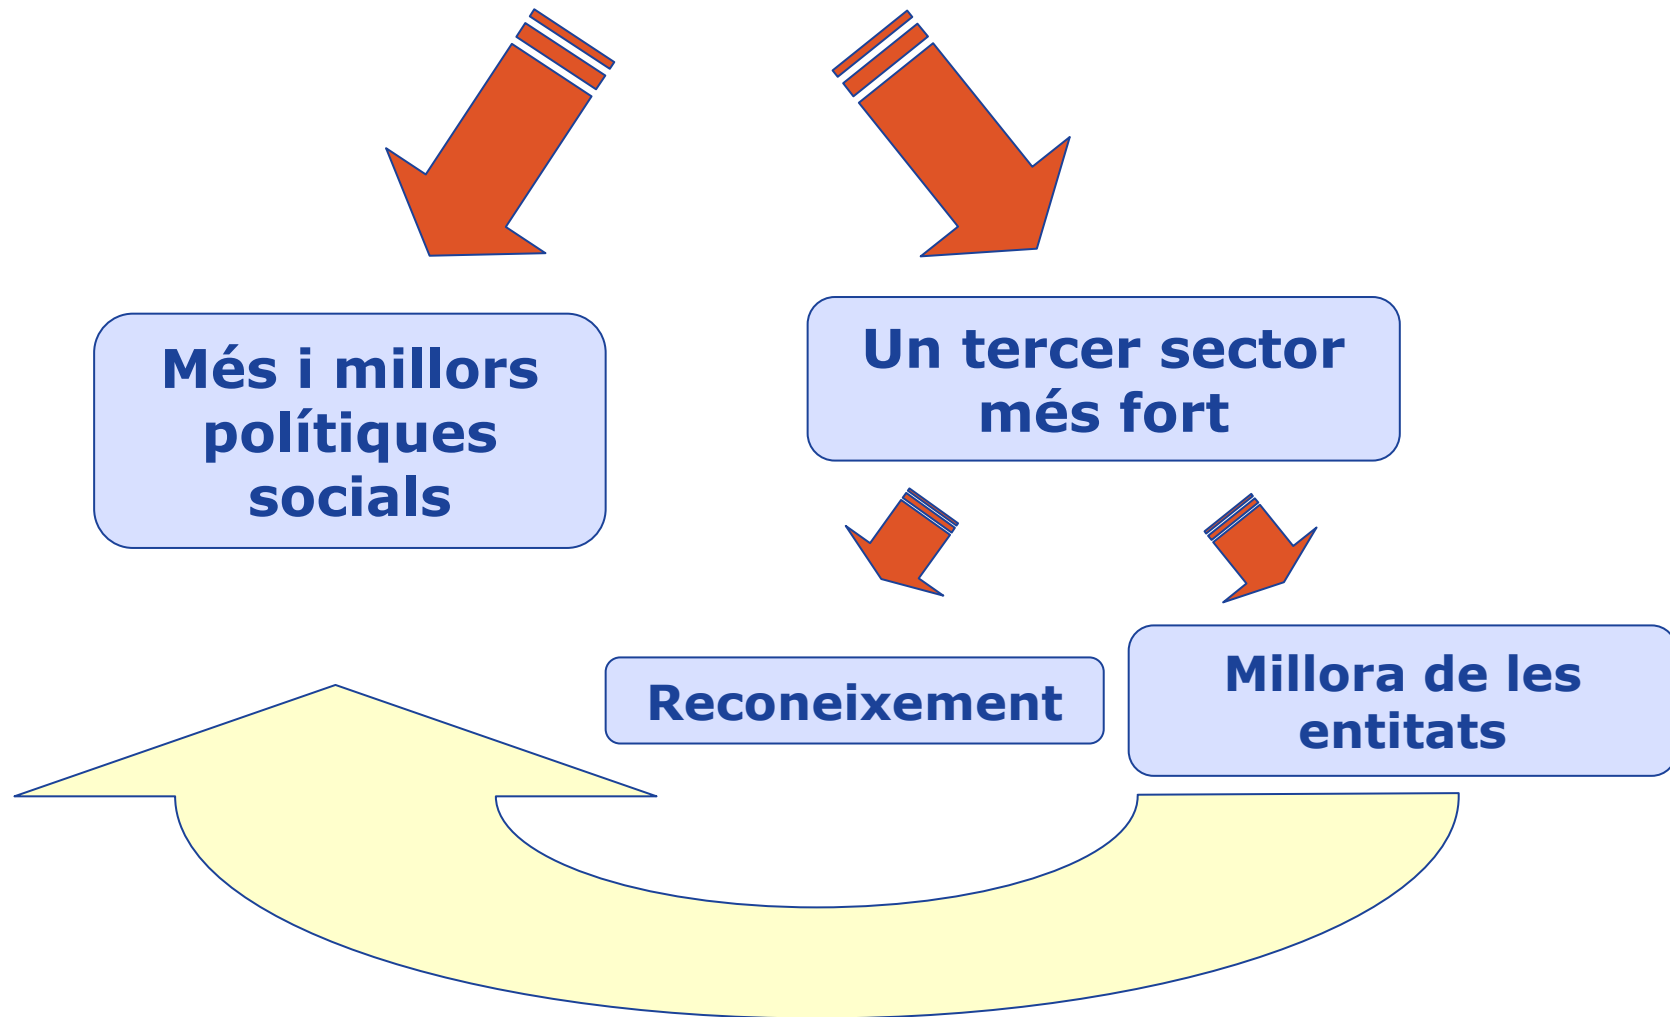 Més i millors
polítiques
socials
Un tercer sector
més fort
Reconeixement
Millora de les
entitats